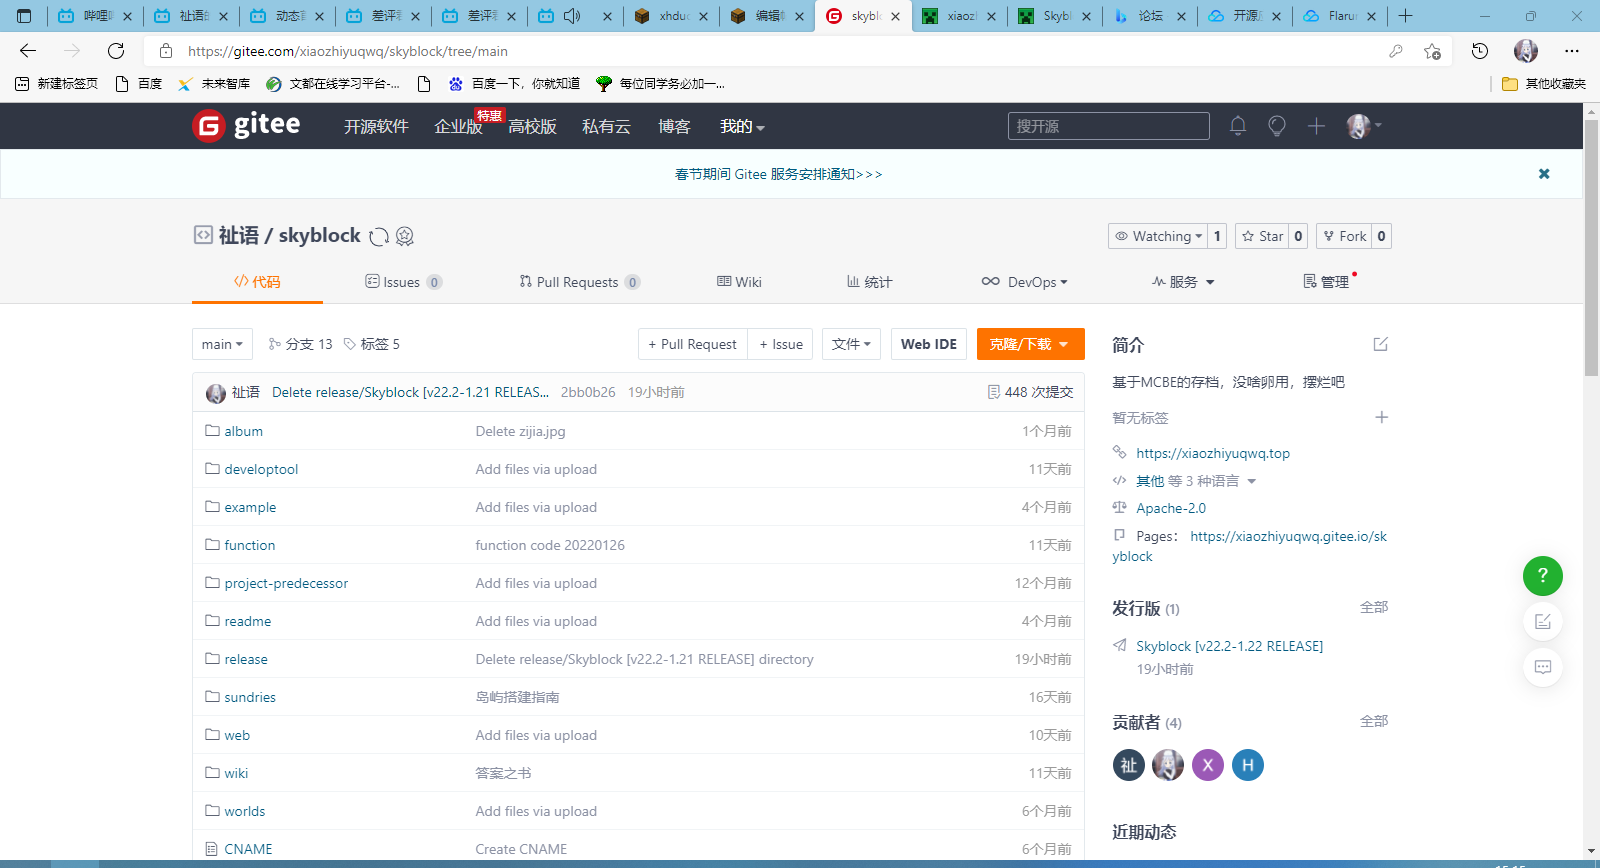 哔哩 祉语的 动态首 差评 差评 xhduc 编辑 skyblo xiaozh Skybl 论坛 开源 Flarur
https://gitee.com/xiaozhiyuqwq/skyblock/tree/main
新建标签页 百度 未来智库 文都在线学习平台-... 百度一下，你就知道 每位同学务必加一... 其他收藏夹
gitee 开源软件 企业版 特惠 高校版 私有云 博客 我的 搜开源
春节期间 Gitee 服务安排通知>>>
祉语 / skyblock Watching 1 Star 0 Fork 0
代码 Issues 0 Pull Requests 0 Wiki 统计 DevOps 服务 管理
main 分支 13 标签 5 + Pull Request + Issue 文件 Web IDE 克隆/下载
祉语 Delete release/Skyblock [v22.2-1.21 RELEAS... 2bb0b26 19小时前 448 次提交
album Delete zijia.jpg 1个月前
developtool Add files via upload 11天前
example Add files via upload 4个月前
function function code 20220126 11天前
project-predecessor Add files via upload 12个月前
readme Add files via upload 4个月前
release Delete release/Skyblock [v22.2-1.21 RELEASE] directory 19小时前
sundries 岛屿搭建指南 16天前
web Add files via upload 10天前
wiki 答案之书 11天前
worlds Add files via upload 6个月前
CNAME Create CNAME 6个月前
简介
基于MCBE的存档，没啥卵用，摆烂吧
暂无标签
https://xiaozhiyuqwq.top
其他 等 3 种语言
Apache-2.0
Pages： https://xiaozhiyuqwq.gitee.io/sk
yblock
发行版 (1) 全部
Skyblock [v22.2-1.22 RELEASE]
19小时前
贡献者 (4) 全部
祉 X H
近期动态